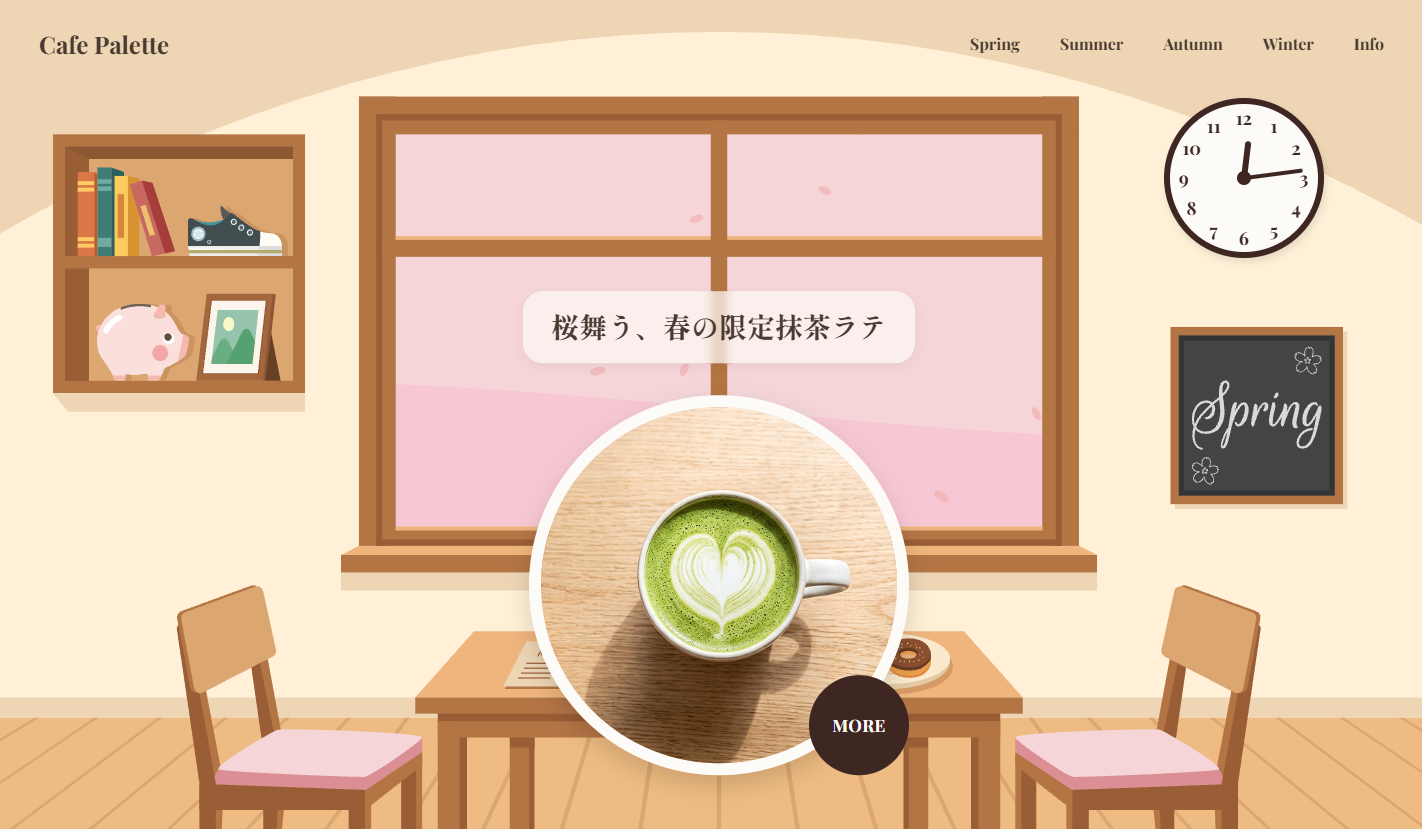 Cafe Palette
Spring
Summer
Autumn
Winter
Info
12
1
2
3
4
5
6
7
8
9
10
11
桜舞う、春の限定抹茶ラテ
Spring
MORE